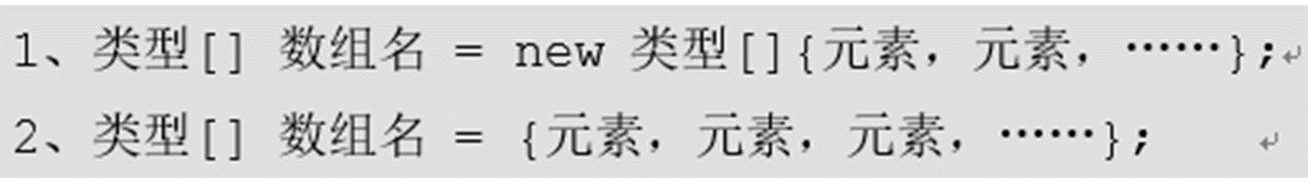 1、类型[] 数组名 = new 类型[]{元素，元素，……};
2、类型[] 数组名 = {元素，元素，元素，……};